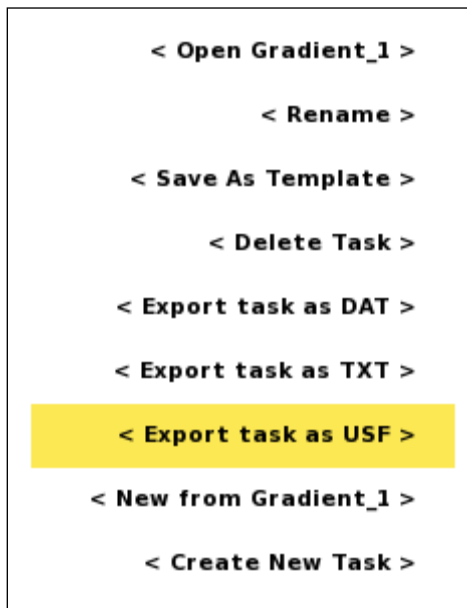 < Open Gradient_1 >
< Rename >
< Save As Template >
< Delete Task >
< Export task as DAT >
< Export task as TXT >
< Export task as USF >
< New from Gradient_1 >
< Create New Task >